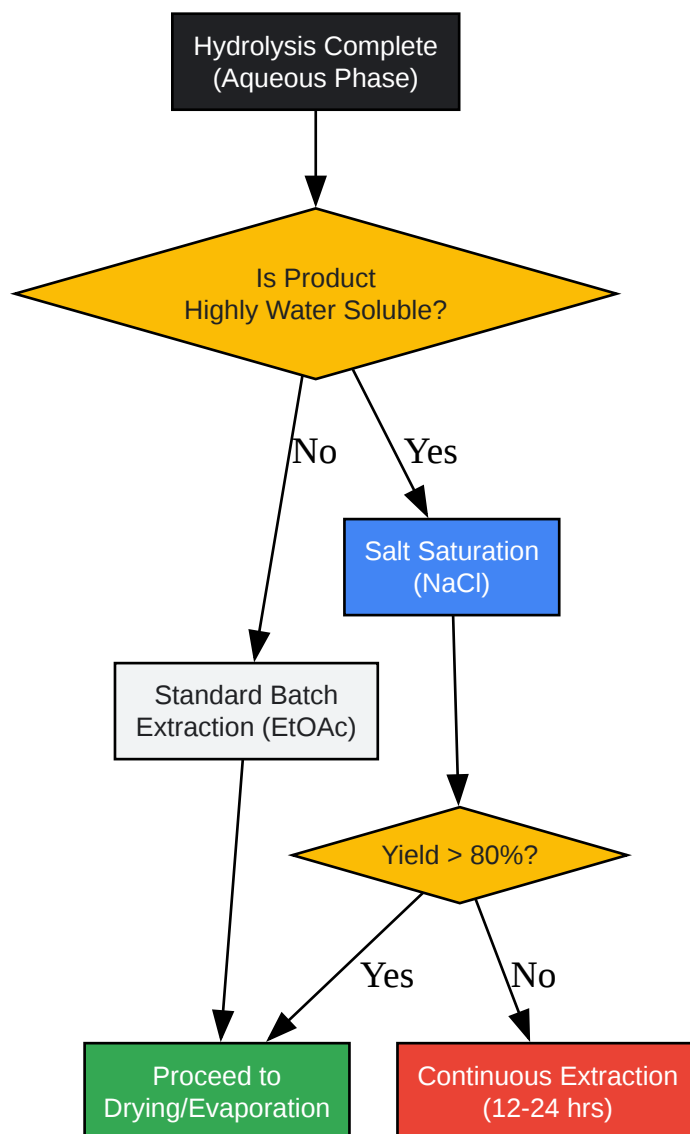 Hydrolysis Complete
(Aqueous Phase)
Is Product
Highly Water Soluble?
No
Yes
Salt Saturation
(NaCl)
Standard Batch
Extraction (EtOAc)
Yield > 80%?
Yes
No
Proceed to
Drying/Evaporation
Continuous Extraction
(12-24 hrs)